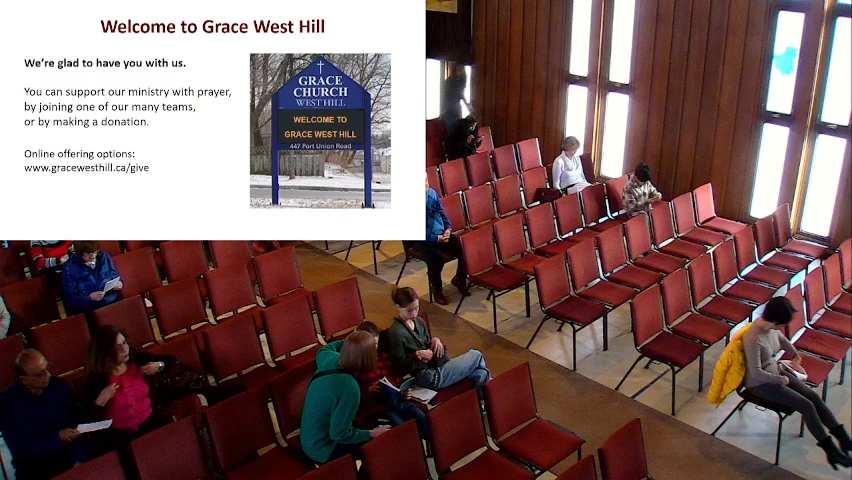 Welcome to Grace West Hill
We're glad to have you with us.
You can support our ministry with prayer,
by joining one of our many teams,
or by making a donation.
Online offering options:
www.gracewesthill.ca/give
GRACE
CHURCH
WEST HILL
WELCOME TO
GRACE WEST HILL
447 Port Union Road